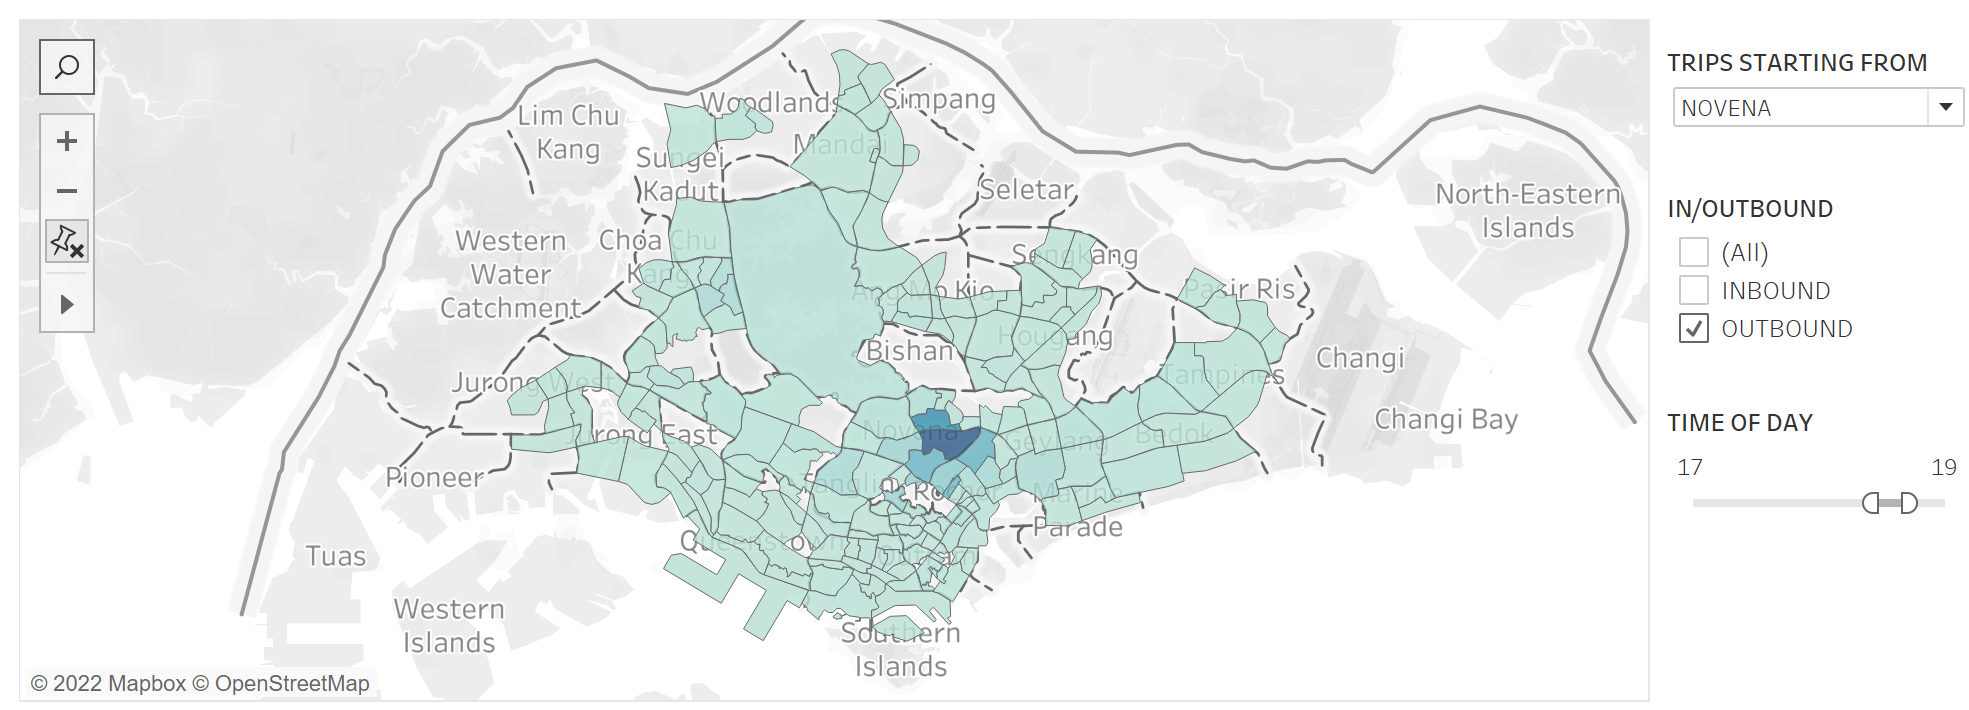 Woodlands
Simpang
Lim Chu
Kang
Mandai
Sungei
Kadut
Seletar
North-Eastern
Islands
Western
Water
Catchment
Choa Chu
Kang
Sengkang
Ang Mo Kio
Pasir Ris
Hougang
Bishan
Changi
Jurong West
Tampines
Changi Bay
Novena
Geylang
Bedok
Jurong East
Pioneer
Tanglin
Marine
Parade
Queenstown
Outram
Tuas
Western
Islands
Southern
Islands
© 2022 Mapbox © OpenStreetMap
TRIPS STARTING FROM
NOVENA
IN/OUTBOUND
(All)
INBOUND
OUTBOUND
TIME OF DAY
17 19